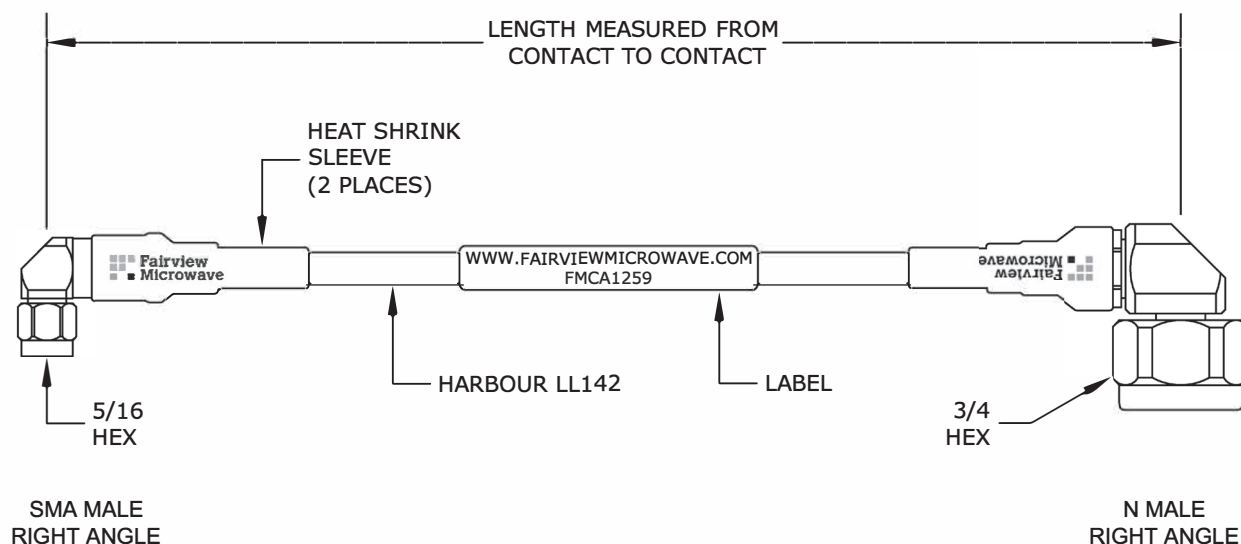 LENGTH MEASURED FROM
CONTACT TO CONTACT
HEAT SHRINK
SLEEVE
(2 PLACES)
Fairview
Microwave
WWW.FAIRVIEWMICROWAVE.COM
FMCA1259
Fairview
Microwave
HARBOUR LL142
LABEL
5/16
HEX
3/4
HEX
SMA MALE
RIGHT ANGLE
N MALE
RIGHT ANGLE